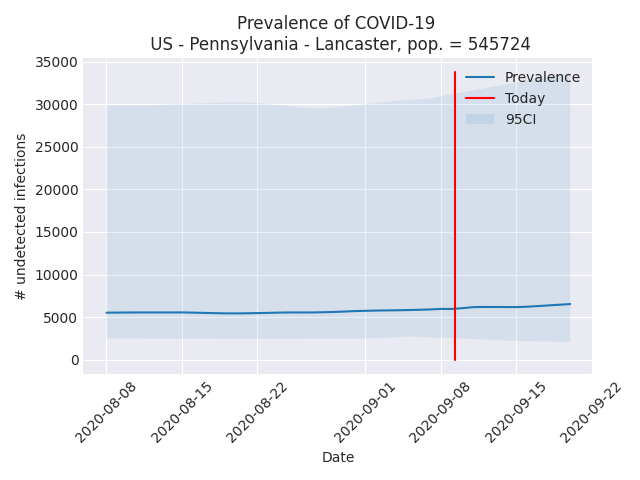 Prevalence of COVID-19
US - Pennsylvania - Lancaster, pop. = 545724
35000
30000
25000
20000
15000
10000
5000
0
# undetected infections
Prevalence
Today
95CI
2020-08-08
2020-08-15
2020-08-22
2020-09-01
2020-09-08
2020-09-15
2020-09-22
Date